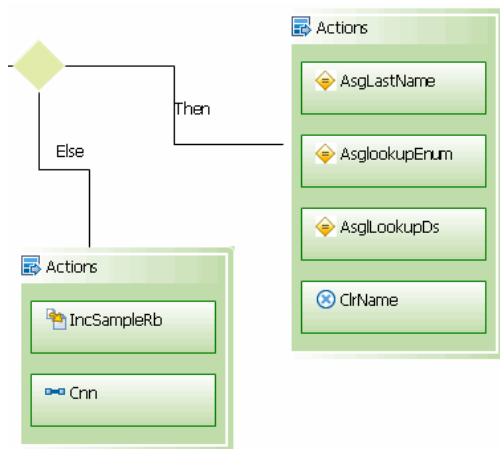 Actions
AsgLastName
Then
AsglookupEnum
Else
AsglLookupDs
Actions
ClrName
IncSampleRb
Cnn